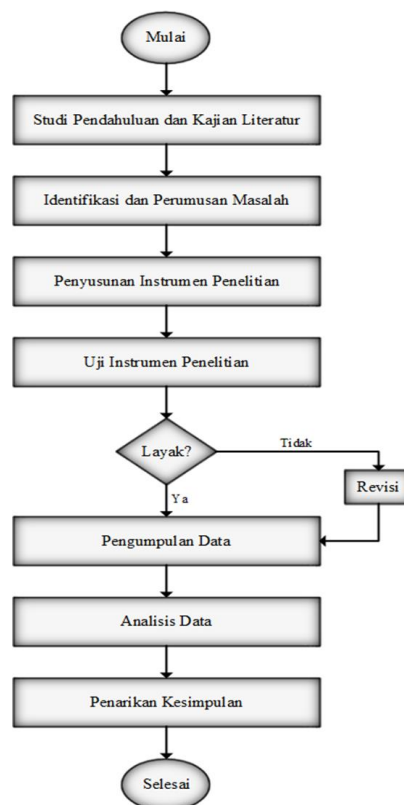 Mulai
Studi Pendahuluan dan Kajian Literatur
Identifikasi dan Perumusan Masalah
Penyusunan Instrumen Penelitian
Uji Instrumen Penelitian
Layak?
Tidak
Revisi
Ya
Pengumpulan Data
Analisis Data
Penarikan Kesimpulan
Selesai